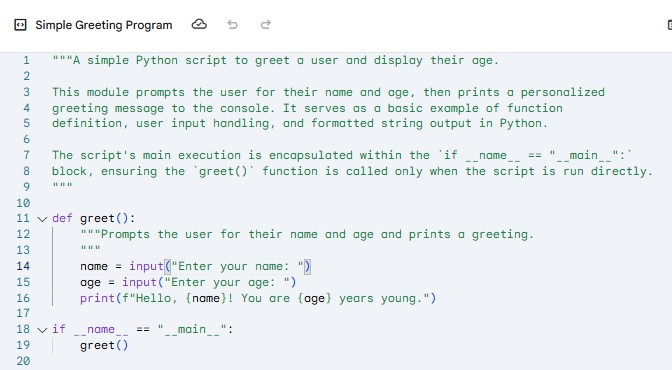 Simple Greeting Program
1 """A simple Python script to greet a user and display their age.
2
3 This module prompts the user for their name and age, then prints a personalized
4 greeting message to the console. It serves as a basic example of function
5 definition, user input handling, and formatted string output in Python.
6
7 The script's main execution is encapsulated within the `if __name__ == "__main__":`
8 block, ensuring the `greet()` function is called only when the script is run directly.
9 """
10
11 def greet():
12     """Prompts the user for their name and age and prints a greeting.
13     """
14     name = input("Enter your name: ")
15     age = input("Enter your age: ")
16     print(f"Hello, {name}! You are {age} years young.")
17
18 if __name__ == "__main__":
19     greet()
20